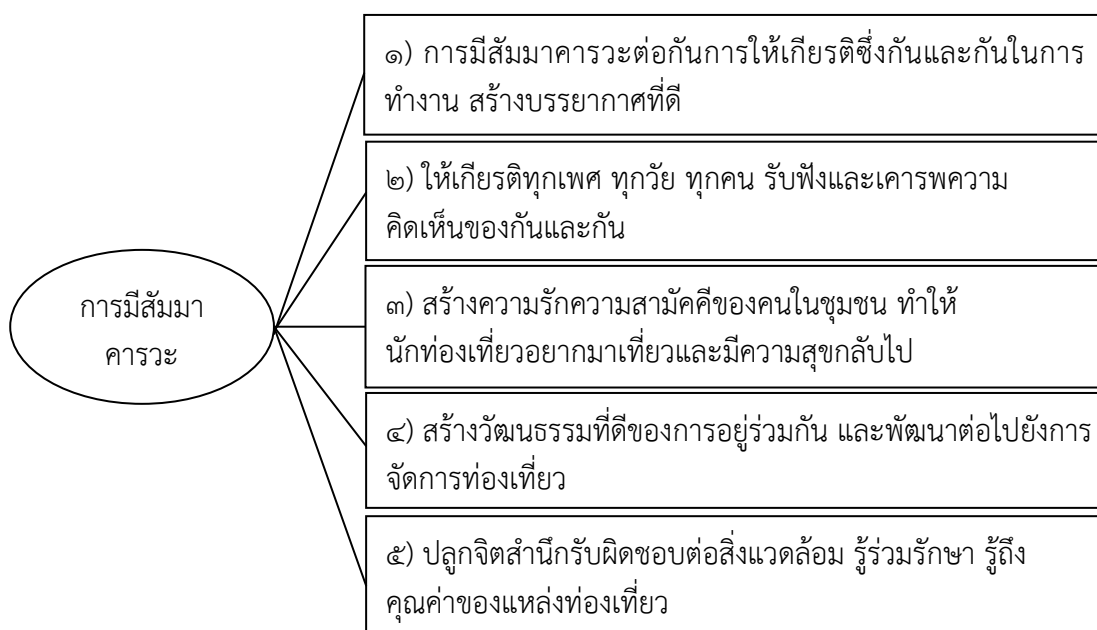 ๑) การมีสัมมาคารวะต่อกันการให้เกียรติซึ่งกันและกันในการ
ทำงาน สร้างบรรยากาศที่ดี
๒) ให้เกียรติทุกเพศ ทุกวัย ทุกคน รับฟังและเคารพความ
คิดเห็นของกันและกัน
การมีสัมมา
คารวะ
๓) สร้างความรักความสามัคคีของคนในชุมชน ทำให้
นักท่องเที่ยวอยากมาเที่ยวและมีความสุขกลับไป
๔) สร้างวัฒนธรรมที่ดีของการอยู่ร่วมกัน และพัฒนาต่อไปยังการ
จัดการท่องเที่ยว
๕) ปลูกจิตสำนึกรับผิดชอบต่อสิ่งแวดล้อม รู้ร่วมรักษา รู้ถึง
คุณค่าของแหล่งท่องเที่ยว